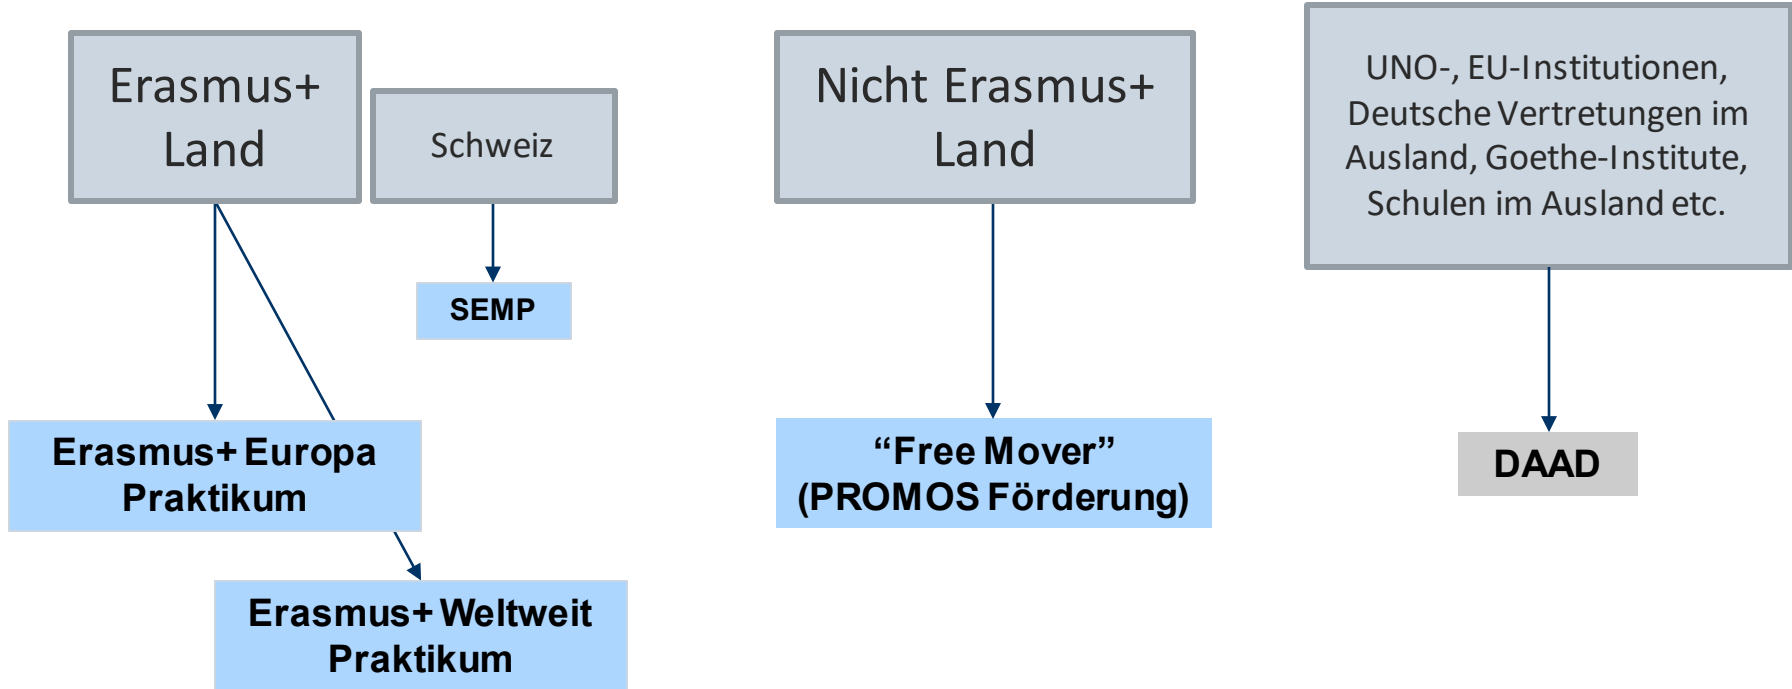 Erasmus+
Land
Schweiz
Nicht Erasmus+
Land
UNO-, EU-Institutionen,
Deutsche Vertretungen im
Ausland, Goethe-Institute,
Schulen im Ausland etc.
SEMP
Erasmus+ Europa
Praktikum
“Free Mover”
(PROMOS Förderung)
DAAD
Erasmus+ Weltweit
Praktikum